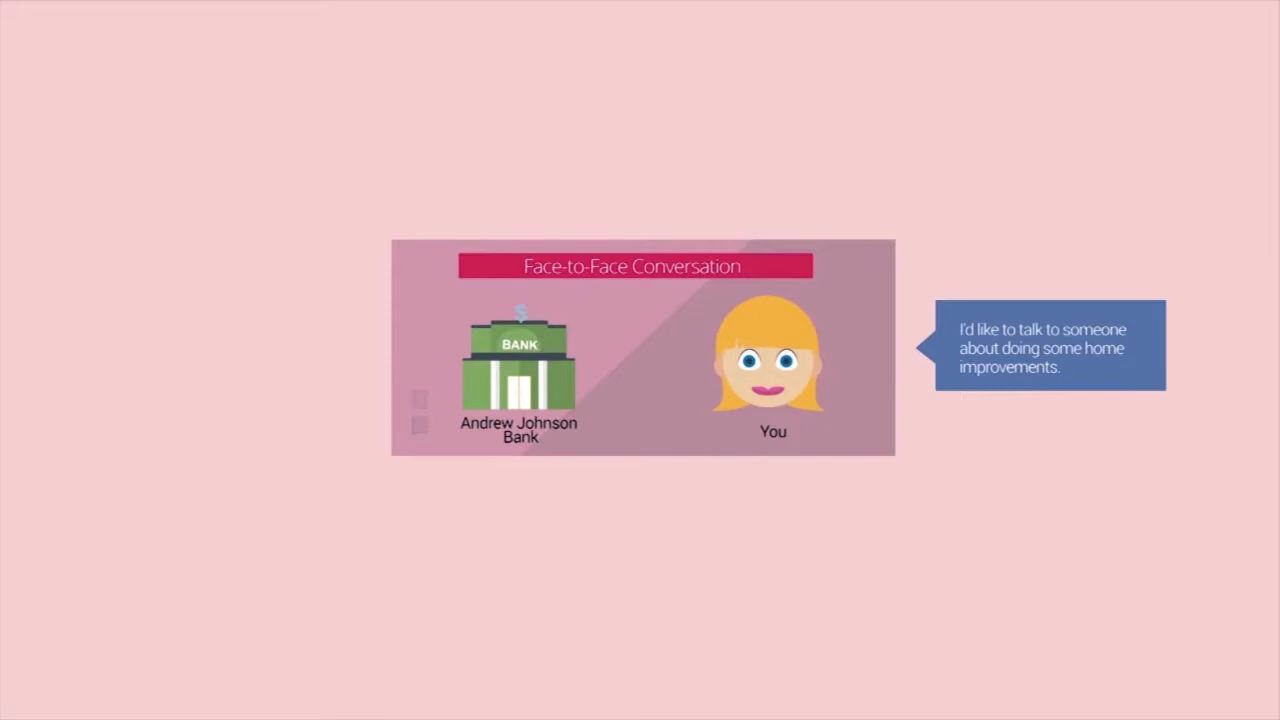 Face-to-Face Conversation
$
BANK
Andrew Johnson
Bank
You
I'd like to talk to someone
about doing some home
improvements.